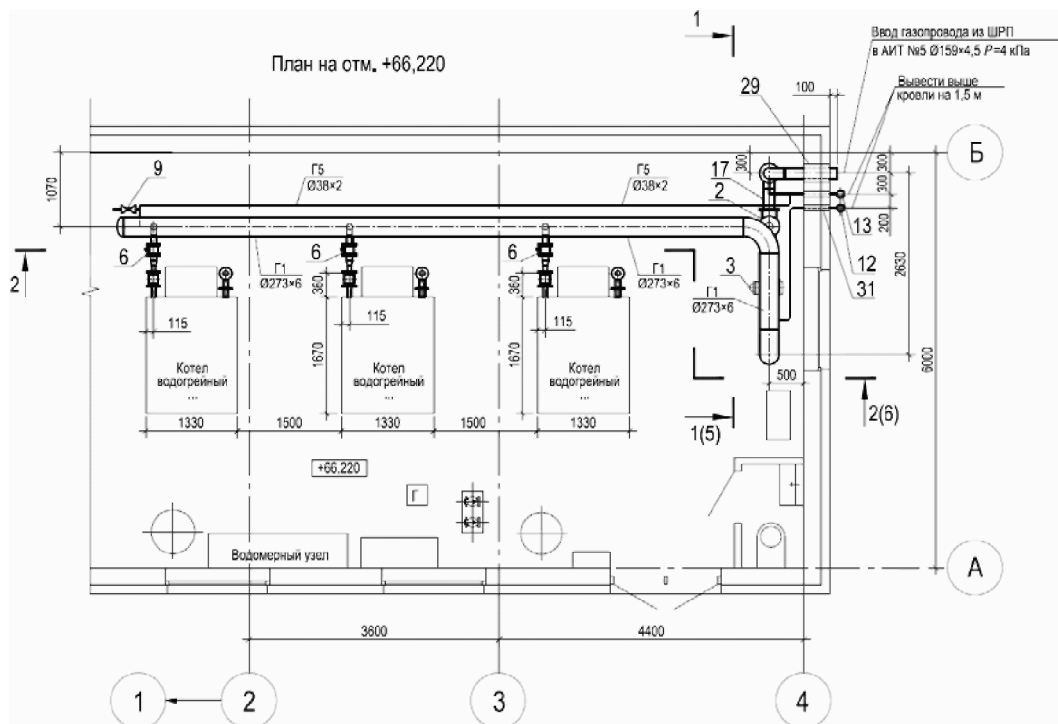 1
Ввод газопровода из ШРП
в АИТ №5 Ø159×4,5 P=4 кПа
План на отм. +66,220
Вывести выше
кровли на 1,5 м
29
100
Б
9
Г5
Ø38×2
Г5
Ø38×2
17
2
300
300
300
200
1070
13
12
31
6
6
6
2
Г1
Ø273×6
Г1
Ø273×6
3
Г1
Ø273×6
2630
6000
360
360
115
115
115
1670
1670
Котел
водогрейный
...
Котел
водогрейный
...
Котел
водогрейный
...
500
2(6)
1(5)
1330
1500
1330
1500
1330
+66,220
Г
Водомерный узел
А
3600
4400
1
2
3
4